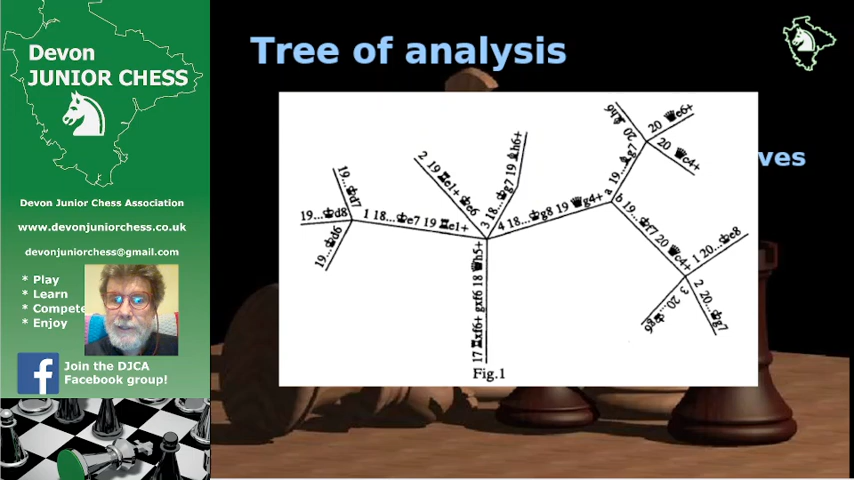 Devon
JUNIOR CHESS
Devon Junior Chess Association
www.devonjuniorchess.co.uk
devonjuniorchess@gmail.com
* Play
* Learn
* Compete
* Enjoy
Join the DJCA
Facebook group!
Tree of analysis
ves
19...♚d7
19...♚d8
19...♚d6
1 18...♚e7 19 ♜e1+
2 19 ♜e1+ ♚e6
3 18...♚g7 19 ♝h6+
4 18...♚g8 19 ♛g4+
17 ♜xf6+ gxf6 18 ♛h5+
a 19...♝g7
20 ♝h6
20 ♛e6+
20 ♛c4+
b 19...♚f7 20 ♛c4+
1 20...♚e8
2 20...♚g7
3 20...♚g6
Fig.1